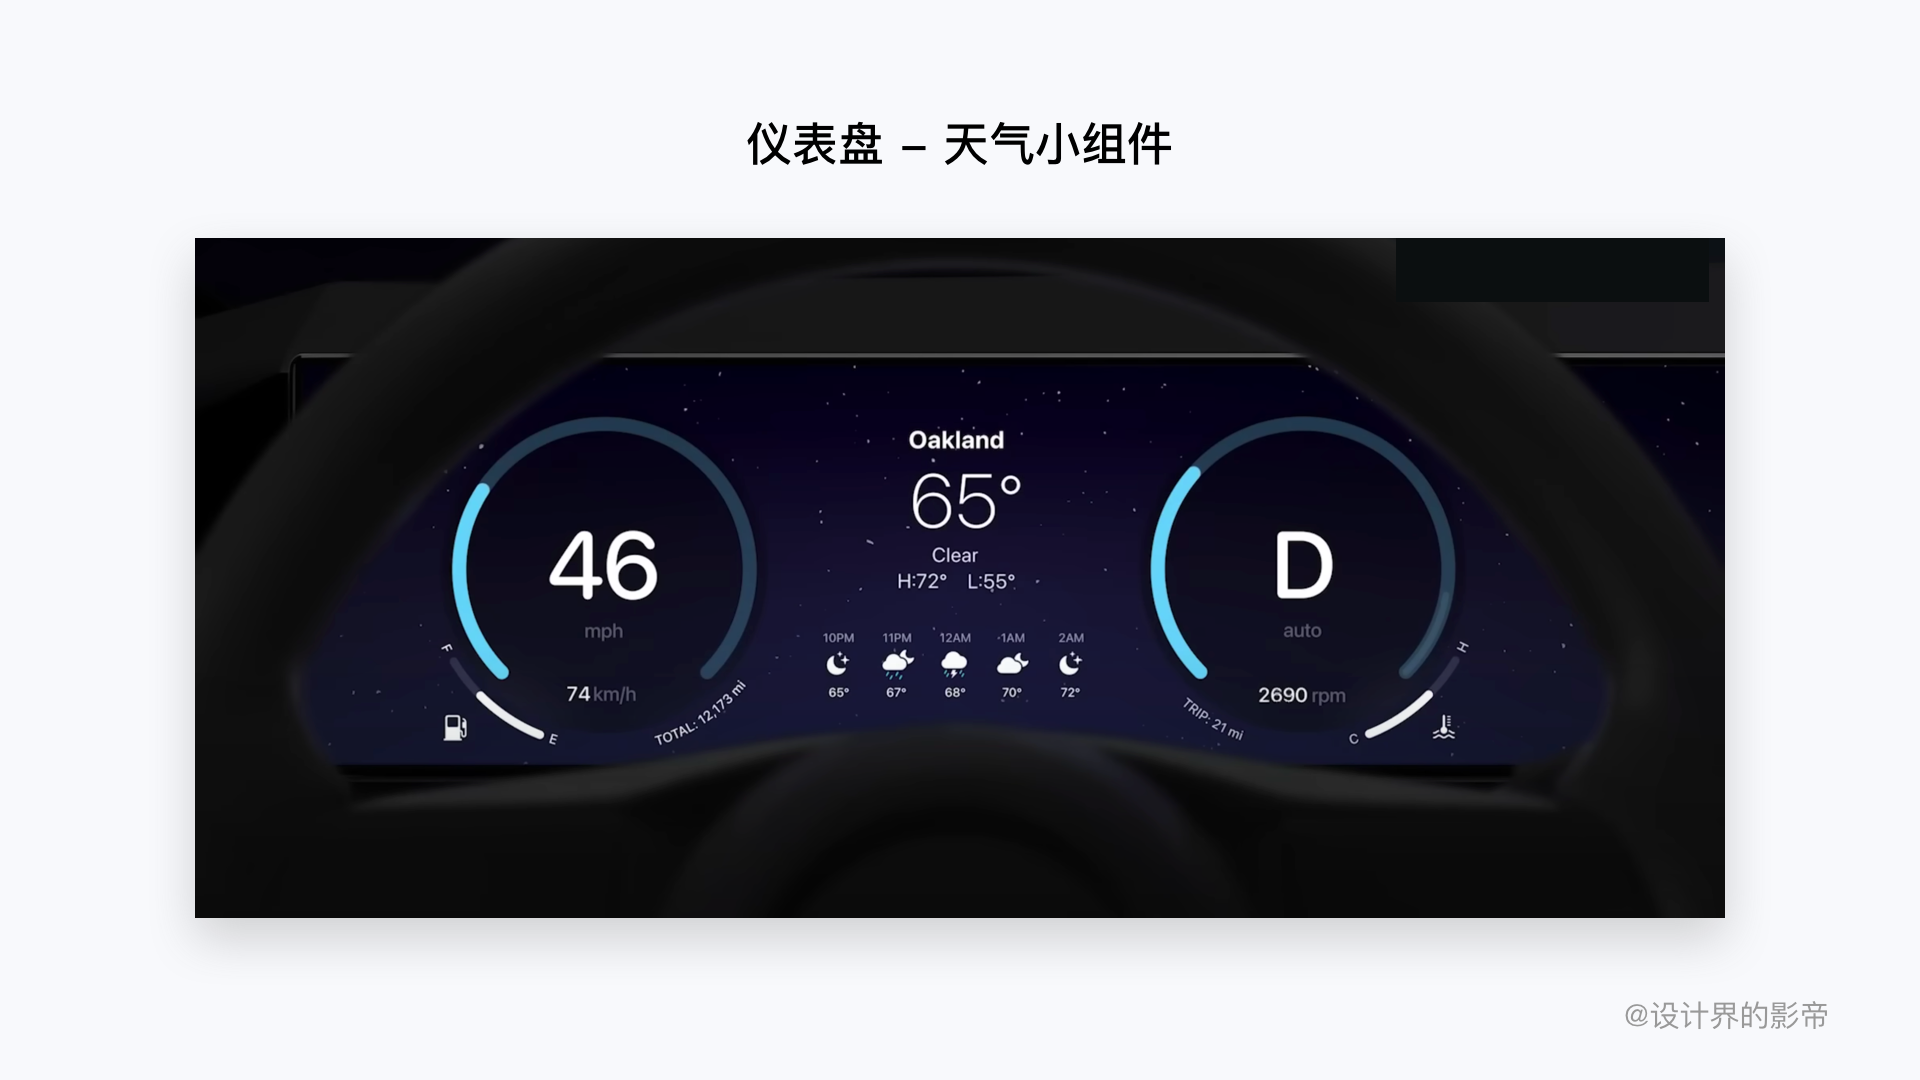 仪表盘 – 天气小组件
Oakland
65°
Clear
H:72° L:55°
46
mph
74 km/h
F
E
TOTAL: 12,173 mi
10PM 11PM 12AM 1AM 2AM
65° 67° 68° 70° 72°
D
auto
2690 rpm
TRIP: 21 mi
H
C
@设计界的影帝